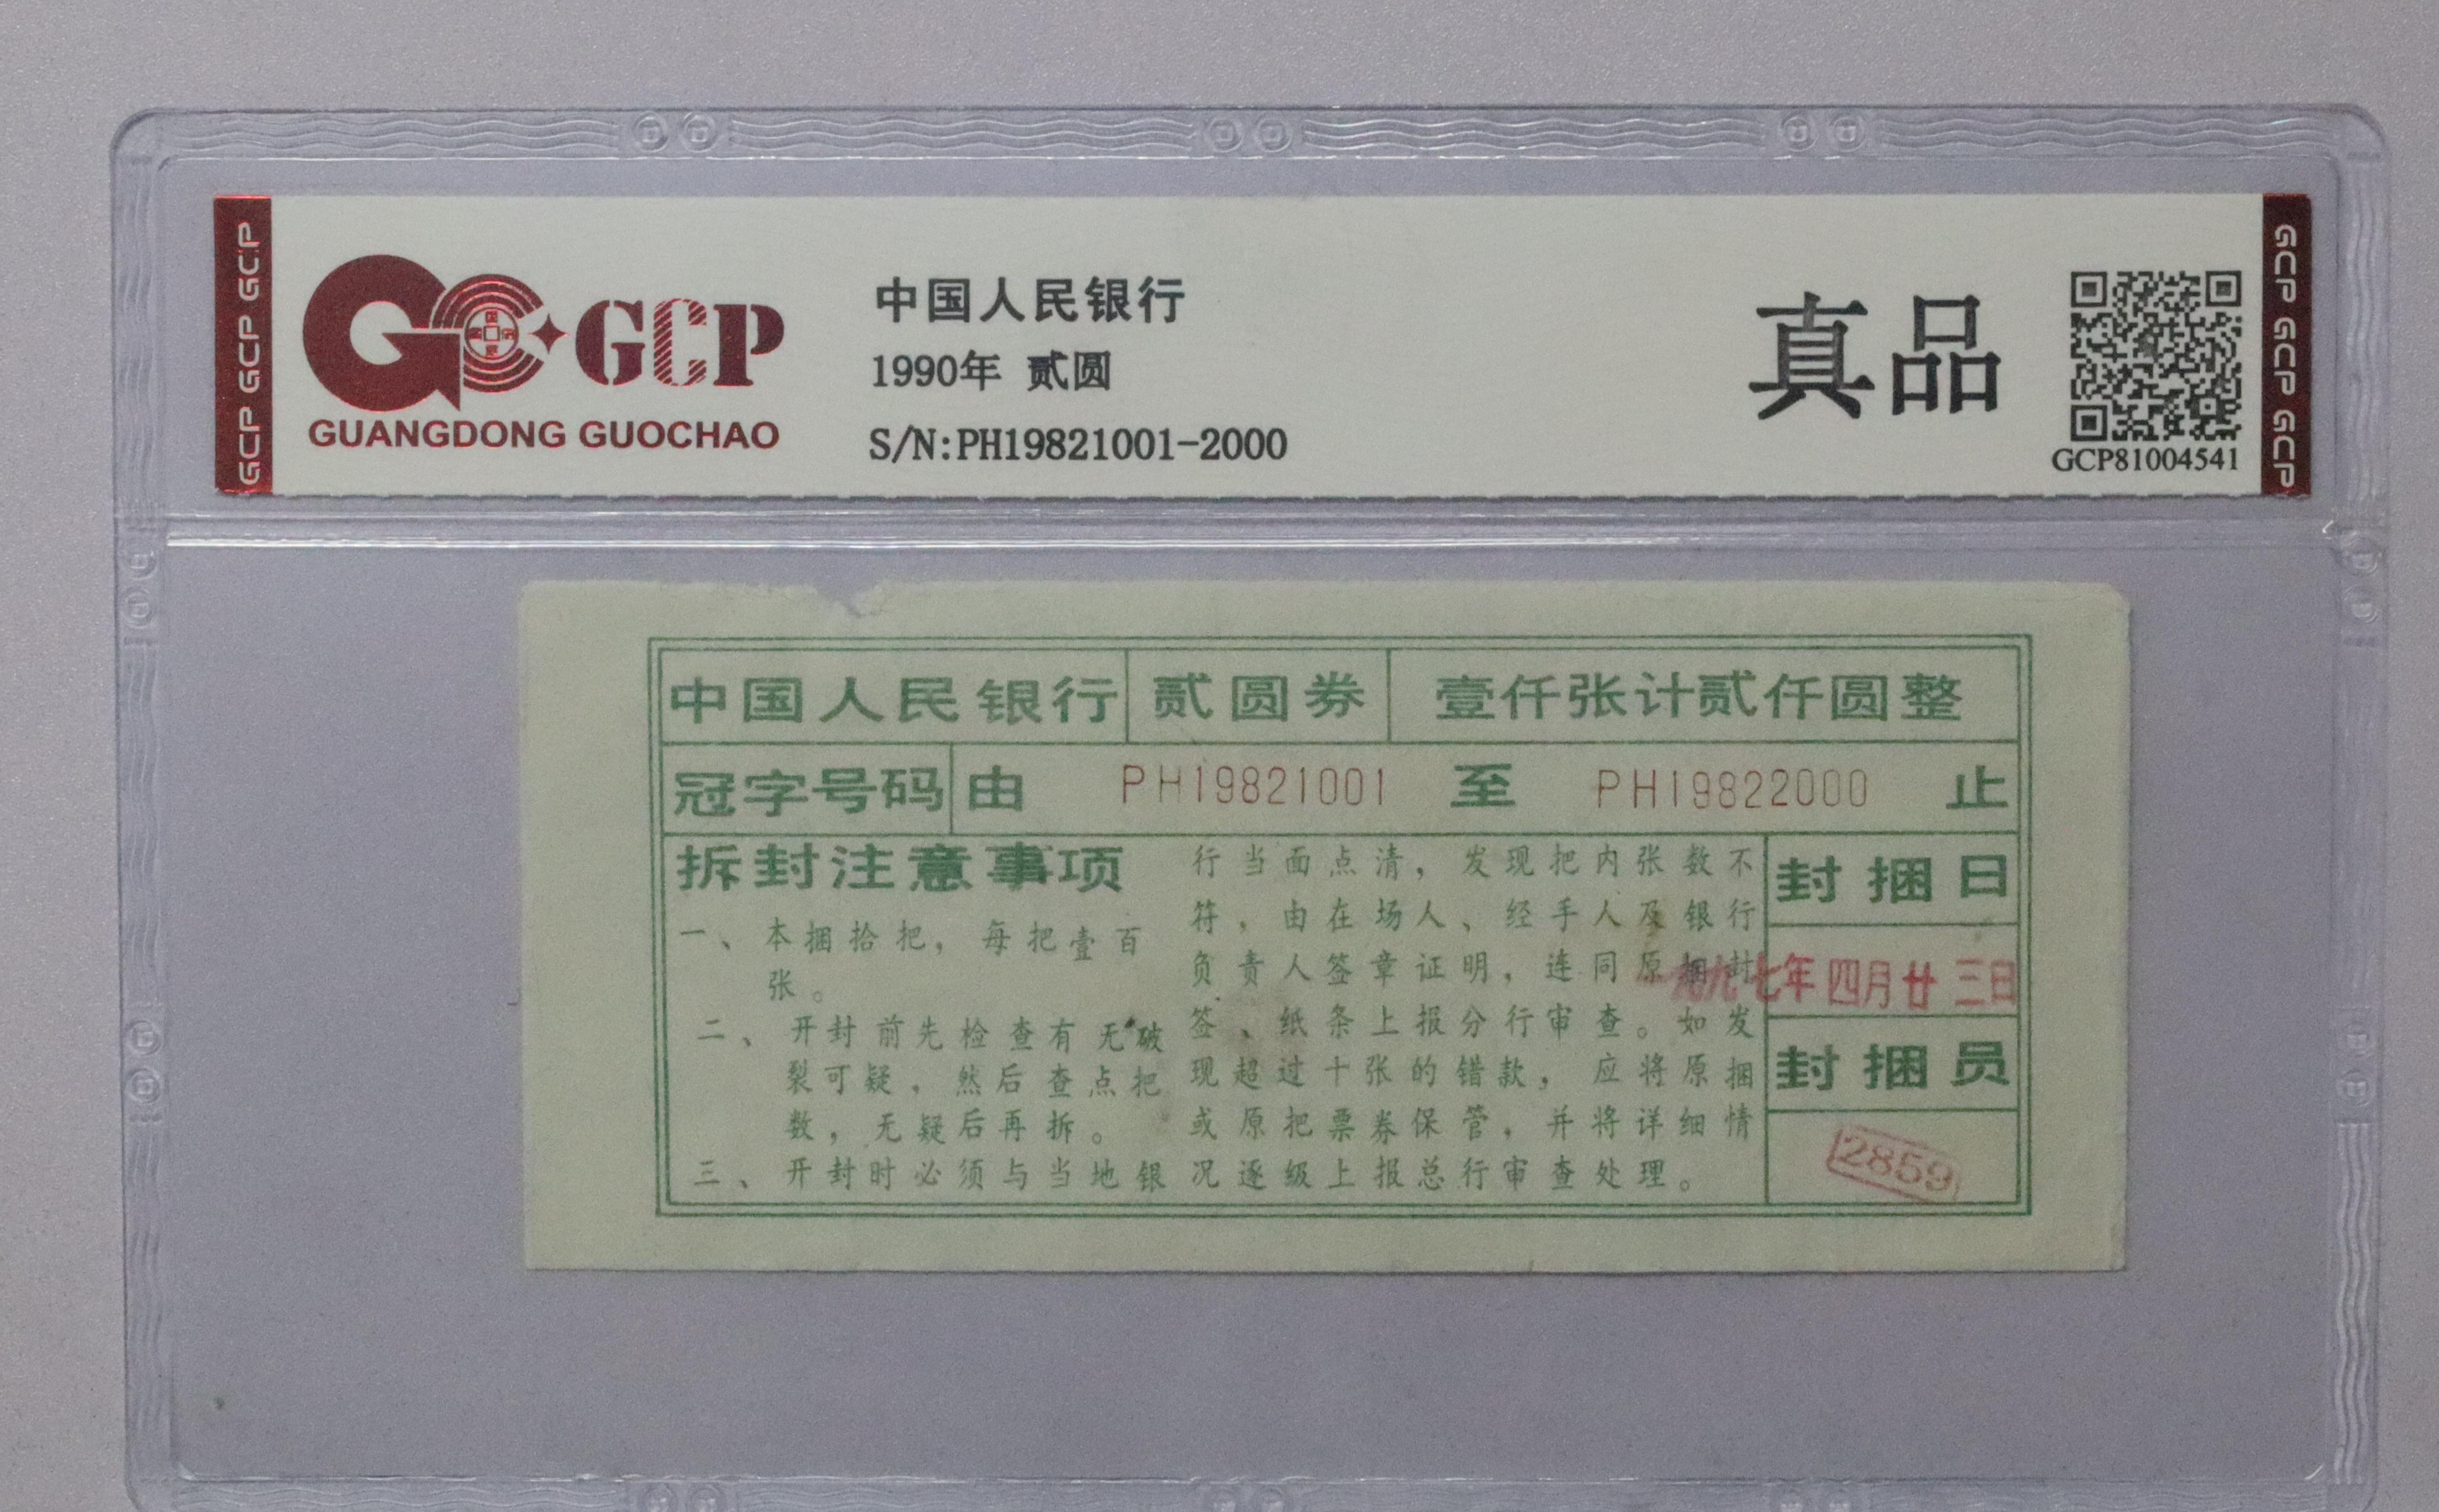 GCP GCP GCP
GCP
GUANGDONG GUOCHAO
中国人民银行
1990年 贰圆
S/N:PH19821001-2000
真品
GCP81004541
GCP GCP GCP
中国人民银行 贰圆券 壹仟张计贰仟圆整
冠字号码 由 PH19821001 至 PH19822000 止
拆封注意事项
一、本捆拾把，每把壹百
张。
二、开封前先检查有无破
裂可疑，然后查点把
数，无疑后再拆。
三、开封时必须与当地银
行当面点清，发现把内张数不
符，由在场人、经手人及银行
负责人签章证明，连同原捆封
签、纸条上报分行审查。如发
现超过十张的错款，应将原捆
或原把票券保管，并将详细情
况逐级上报总行审查处理。
封捆日
一九九七年四月廿三日
封捆员
2859